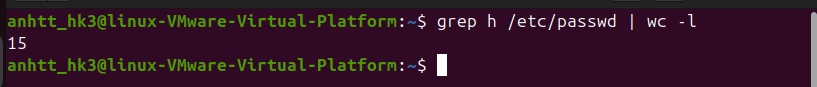 anhtt_hk3@linux-VMware-Virtual-Platform:~$ grep h /etc/passwd | wc -l
15
anhtt_hk3@linux-VMware-Virtual-Platform:~$